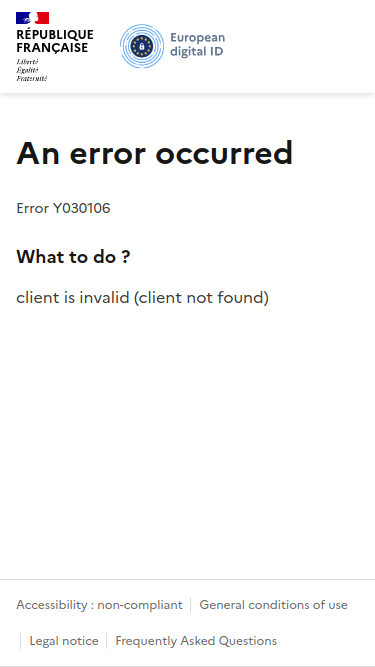 RÉPUBLIQUE
FRANÇAISE
Liberté
Égalité
Fraternité
European
digital ID
An error occurred
Error Y030106
What to do ?
client is invalid (client not found)
Accessibility : non-compliant
General conditions of use
Legal notice
Frequently Asked Questions